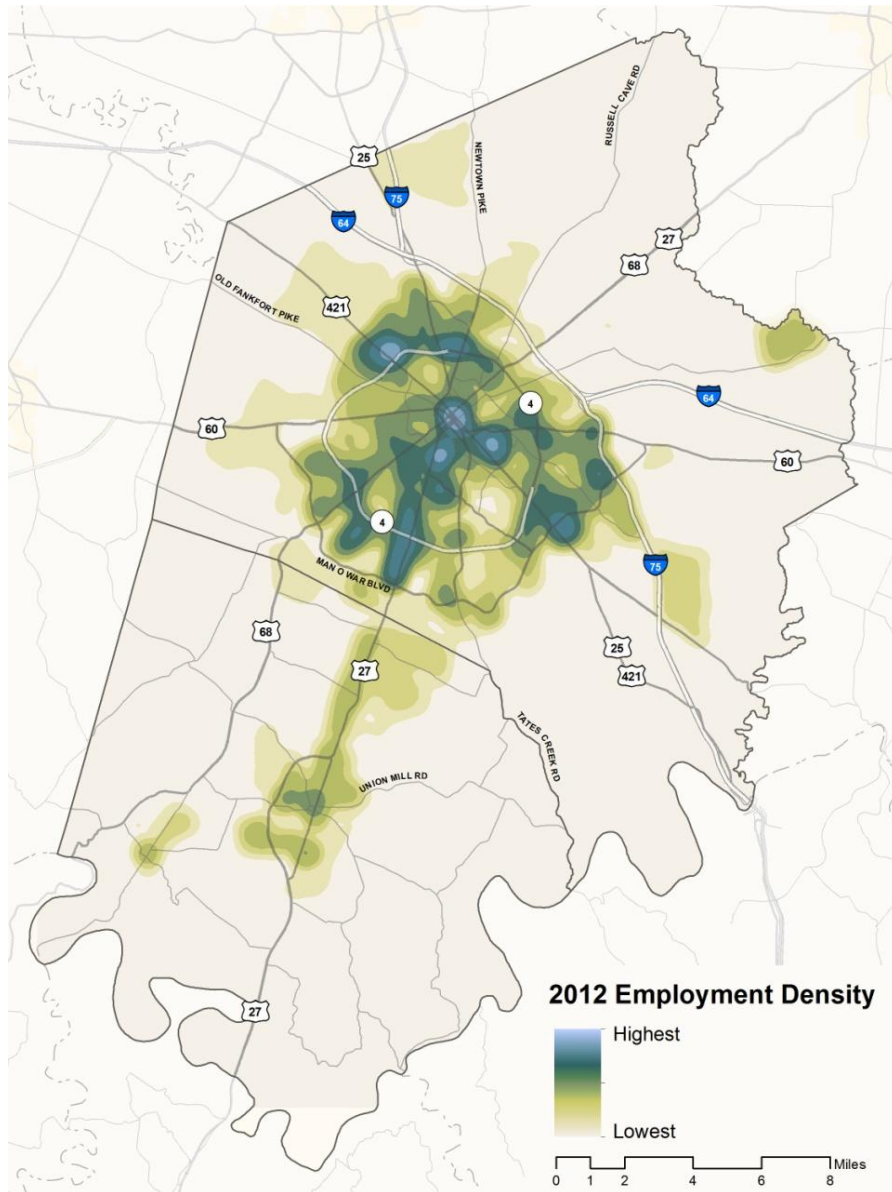 RUSSELL CAVE RD
25
NEWTOWN PIKE
75
64
27
68
OLD FANKFORT PIKE
421
4
64
60
60
4
75
MAN O WAR BLVD
68
27
25
421
TATES CREEK RD
UNION MILL RD
27
2012 Employment Density
Highest
Lowest
Miles
0 1 2 4 6 8